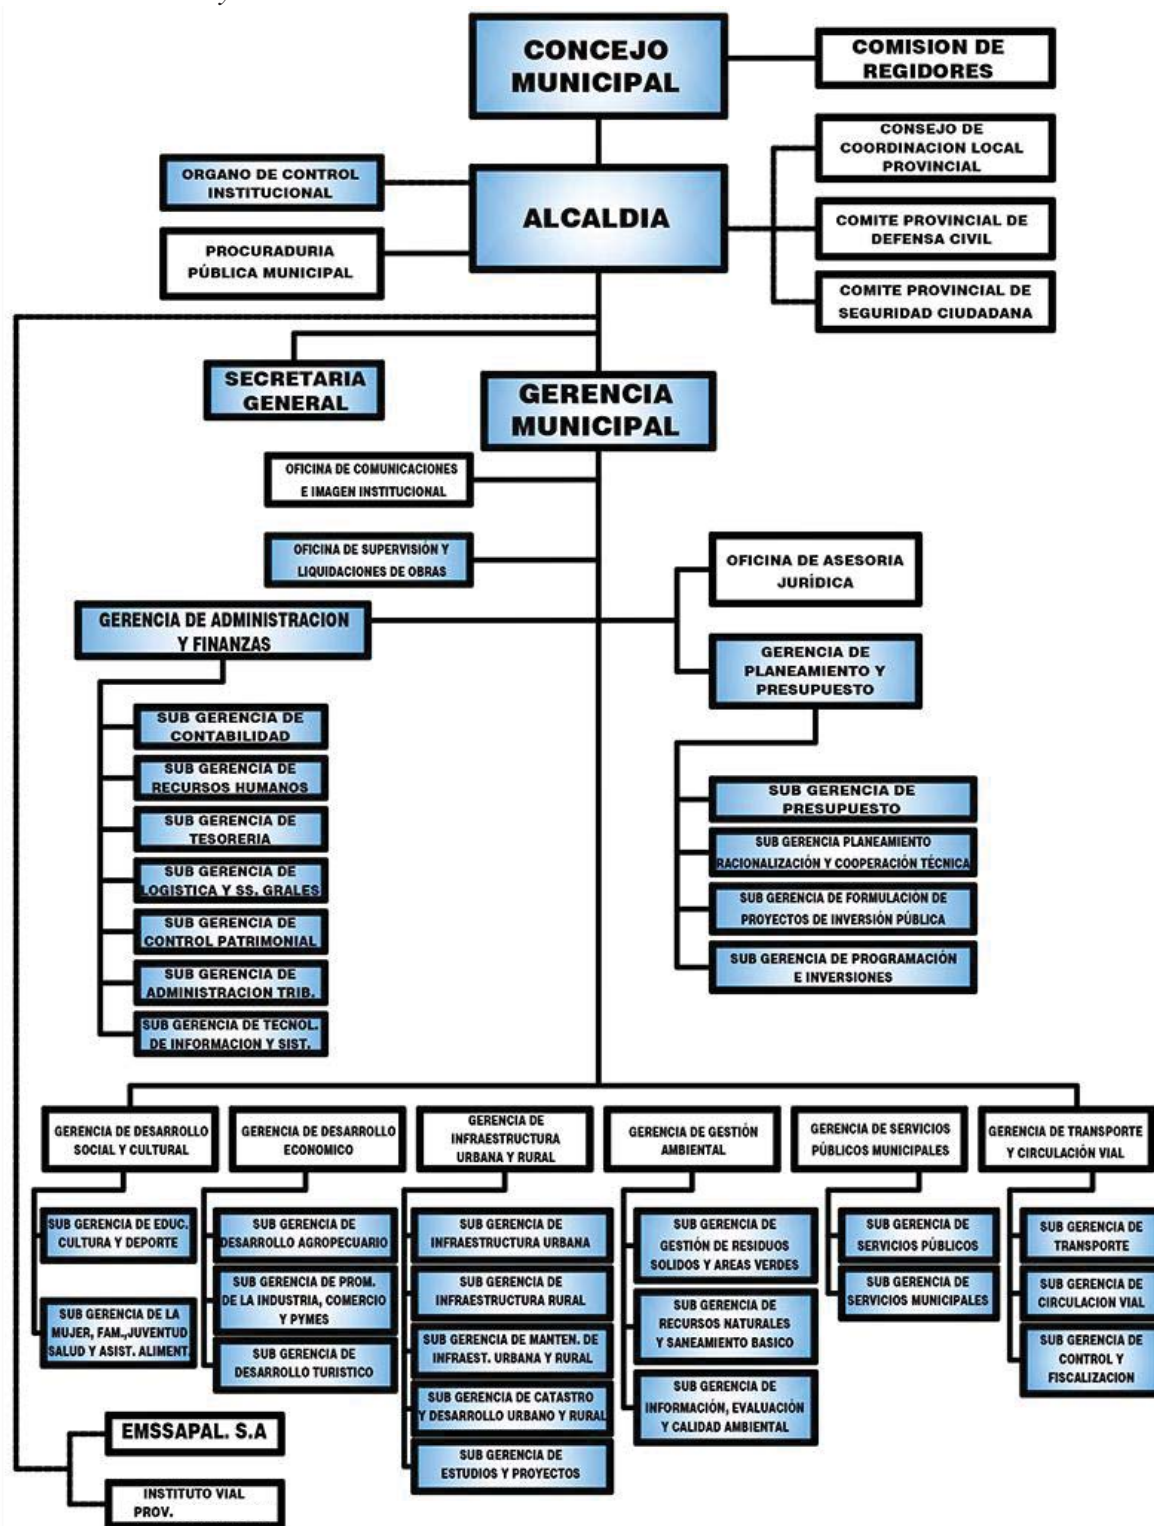 y
CONCEJO
MUNICIPAL
COMISION DE
REGIDORES
CONSEJO DE
COORDINACION LOCAL
PROVINCIAL
ORGANO DE CONTROL
INSTITUCIONAL
ALCALDIA
COMITE PROVINCIAL DE
DEFENSA CIVIL
PROCURADURIA
PÚBLICA MUNICIPAL
COMITE PROVINCIAL DE
SEGURIDAD CIUDADANA
SECRETARIA
GENERAL
GERENCIA
MUNICIPAL
OFICINA DE COMUNICACIONES
E IMAGEN INSTITUCIONAL
OFICINA DE SUPERVISIÓN Y
LIQUIDACIONES DE OBRAS
OFICINA DE ASESORIA
JURÍDICA
GERENCIA DE ADMINISTRACION
Y FINANZAS
GERENCIA DE
PLANEAMIENTO Y
PRESUPUESTO
SUB GERENCIA DE
CONTABILIDAD
SUB GERENCIA DE
RECURSOS HUMANOS
SUB GERENCIA DE
TESORERIA
SUB GERENCIA DE
LOGISTICA Y SS. GRALES
SUB GERENCIA DE
CONTROL PATRIMONIAL
SUB GERENCIA DE
ADMINISTRACION TRIB.
SUB GERENCIA DE TECNOL.
DE INFORMACION Y SIST.
SUB GERENCIA DE
PRESUPUESTO
SUB GERENCIA PLANEAMIENTO
RACIONALIZACIÓN Y COOPERACIÓN TÉCNICA
SUB GERENCIA DE FORMULACIÓN DE
PROYECTOS DE INVERSIÓN PÚBLICA
SUB GERENCIA DE PROGRAMACIÓN
E INVERSIONES
GERENCIA DE DESARROLLO
SOCIAL Y CULTURAL
SUB GERENCIA DE EDUC.
CULTURA Y DEPORTE
SUB GERENCIA DE LA
MUJER, FAM.,JUVENTUD
SALUD Y ASIST. ALIMENT.
GERENCIA DE DESARROLLO
ECONOMICO
SUB GERENCIA DE
DESARROLLO AGROPECUARIO
SUB GERENCIA DE PROM.
DE LA INDUSTRIA, COMERCIO
Y PYMES
SUB GERENCIA DE
DESARROLLO TURISTICO
GERENCIA DE
INFRAESTRUCTURA
URBANA Y RURAL
SUB GERENCIA DE
INFRAESTRUCTURA URBANA
SUB GERENCIA DE
INFRAESTRUCTURA RURAL
SUB GERENCIA DE MANTEN. DE
INFRAEST. URBANA Y RURAL
SUB GERENCIA DE CATASTRO
Y DESARROLLO URBANO Y RURAL
SUB GERENCIA DE
ESTUDIOS Y PROYECTOS
GERENCIA DE GESTIÓN
AMBIENTAL
SUB GERENCIA DE
GESTIÓN DE RESIDUOS
SOLIDOS Y AREAS VERDES
SUB GERENCIA DE
RECURSOS NATURALES
Y SANEAMIENTO BASICO
SUB GERENCIA DE
INFORMACIÓN, EVALUACIÓN
Y CALIDAD AMBIENTAL
GERENCIA DE SERVICIOS
PÚBLICOS MUNICIPALES
SUB GERENCIA DE
SERVICIOS PÚBLICOS
SUB GERENCIA DE
SERVICIOS MUNICIPALES
GERENCIA DE TRANSPORTE
Y CIRCULACIÓN VIAL
SUB GERENCIA DE
TRANSPORTE
SUB GERENCIA DE
CIRCULACION VIAL
SUB GERENCIA DE
CONTROL Y
FISCALIZACION
EMSSAPAL. S.A
INSTITUTO VIAL
PROV.